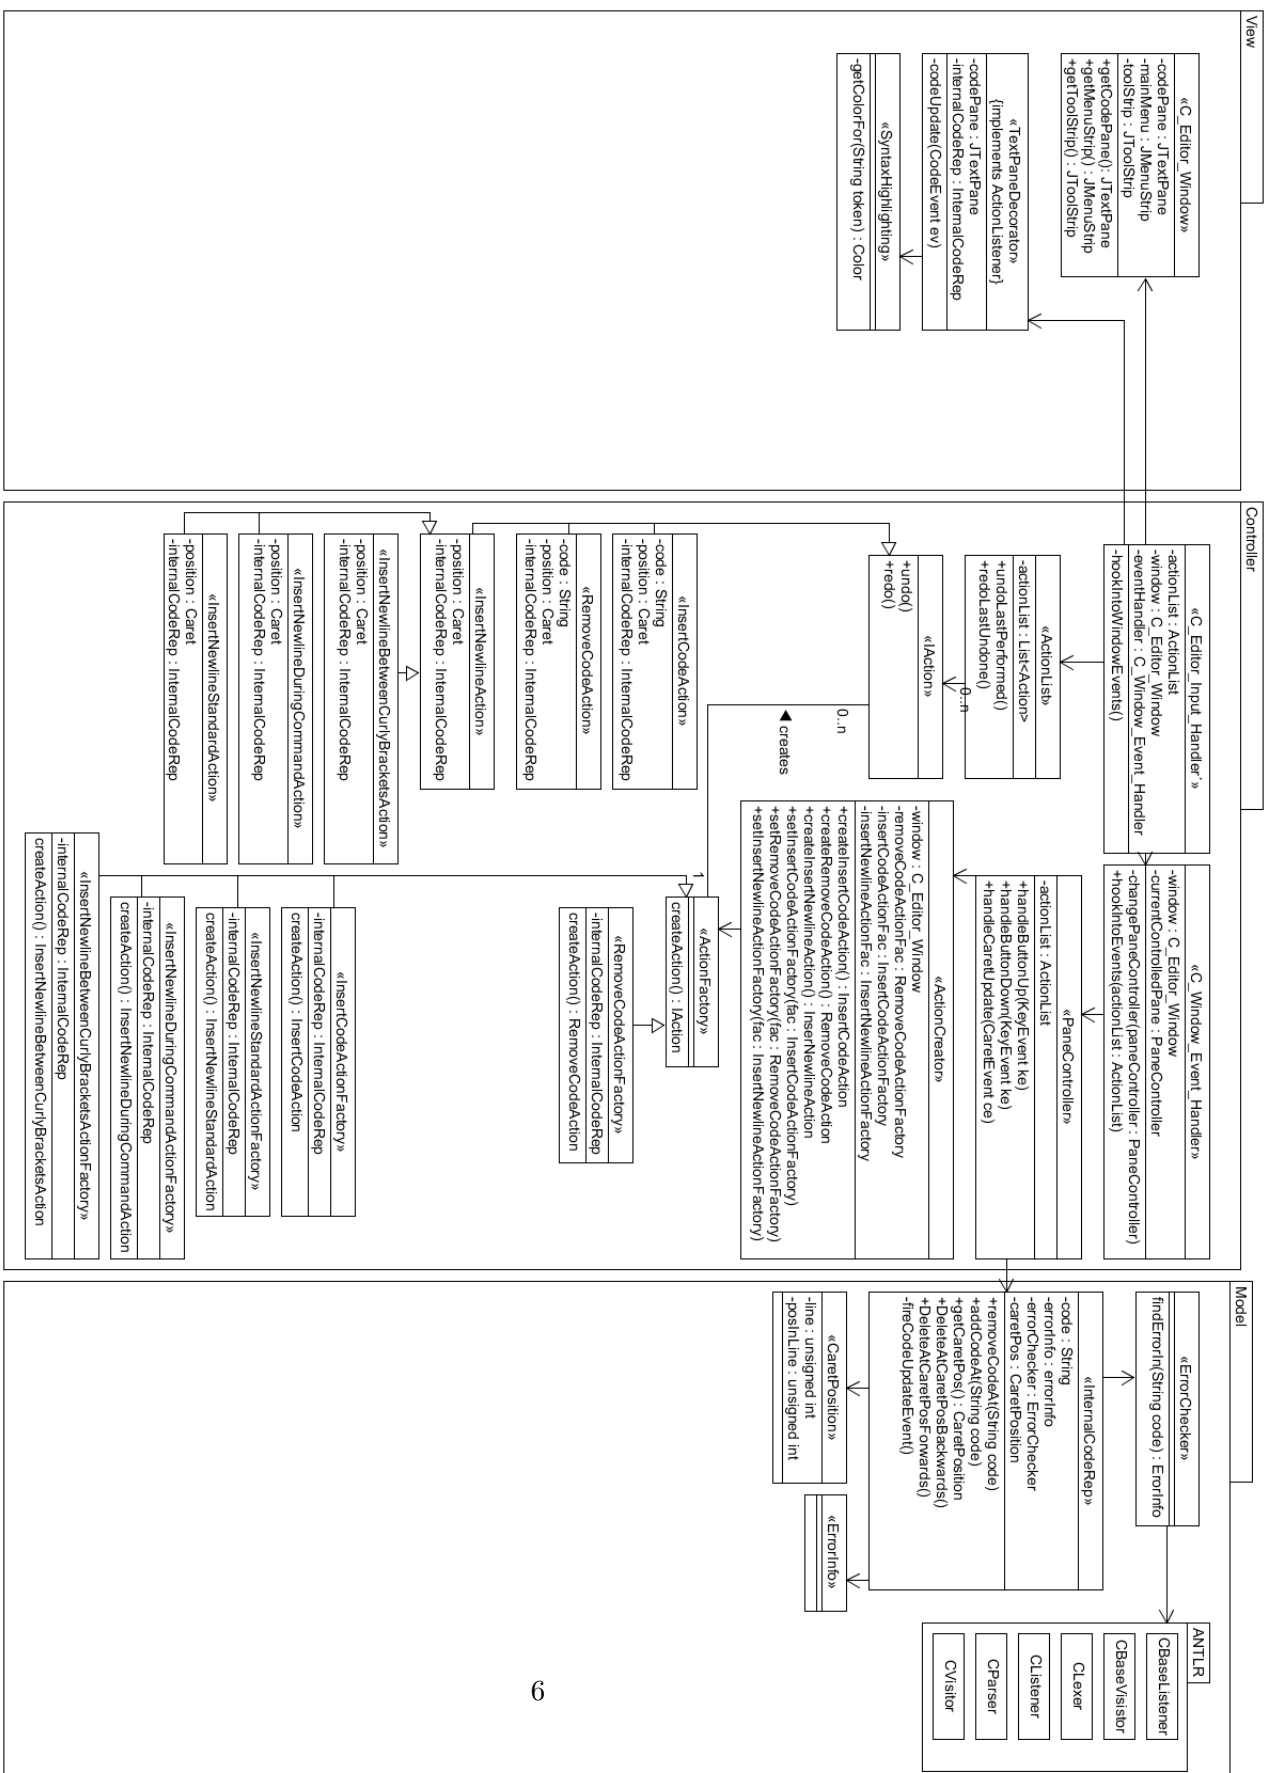 View
«C_Editor_Window»
-codePane : JTextPane
-mainMenu : JMenuStrip
-toolStrip : JToolStrip
+getCodePane(): JTextPane
+getMenuStrip() : JMenuStrip
+getToolStrip() : JToolStrip
«TextPaneDecorator»
{implements ActionListener}
-codePane : JTextPane
-internalCodeRep : InternalCodeRep
-codeUpdate(CodeEvent ev)
«SyntaxHighlighting»
-getColorFor(String token) : Color
Controller
«C_Editor_Input_Handler´»
-actionList : ActionList
-window : C_Editor_Window
-eventHandler : C_Window_Event_Handler
-hookIntoWindowEvents()
«C_Window_Event_Handler»
-window : C_Editor_Window
-currentControlledPane : PaneController
-changePaneController(paneController : PaneController)
+hookIntoEvents(actionList : ActionList)
«ActionList»
-actionList : List<Action>
+undoLastPerformed()
+redoLastUndone()
0..n
«PaneController»
-actionList : ActionList
+handleButtonUp(KeyEvent ke)
+handleButtonDown(KeyEvent ke)
+handleCaretUpdate(CaretEvent ce)
«IAction»
+undo()
+redo()
0..n
▶ creates
1
«ActionCreator»
-window : C_Editor_Window
-removeCodeActionFac : RemoveCodeActionFactory
-insertCodeActionFac : InsertCodeActionFactory
-insertNewlineActionFac : InsertNewlineActionFactory
+createInsertCodeAction() : InsertCodeAction
+createRemoveCodeAction() : RemoveCodeAction
+createInsertNewlineAction() : InserNewlineAction
+setInsertCodeActionFactory(fac : InsertCodeActionFactory)
+setRemoveCodeActionFactory(fac : RemoveCodeActionFactory)
+setInsertNewlineActionFactory(fac : InsertNewlineActionFactory)
«InsertCodeAction»
-code : String
-position : Caret
-internalCodeRep : InternalCodeRep
«RemoveCodeAction»
-code : String
-position : Caret
-internalCodeRep : InternalCodeRep
«InsertNewlineAction»
-position : Caret
-internalCodeRep : InternalCodeRep
«InsertNewlineBetweenCurlyBracketsAction»
-position : Caret
-internalCodeRep : InternalCodeRep
«InsertNewlineDuringCommandAction»
-position : Caret
-internalCodeRep : InternalCodeRep
«InsertNewlineStandardAction»
-position : Caret
-internalCodeRep : InternalCodeRep
«ActionFactory»
createAction() : IAction
«RemoveCodeActionFactory»
-internalCodeRep : InternalCodeRep
createAction() : RemoveCodeAction
«InsertCodeActionFactory»
-internalCodeRep : InternalCodeRep
createAction() : InsertCodeAction
«InsertNewlineStandardActionFactory»
-internalCodeRep : InternalCodeRep
createAction() : InsertNewlineStandardAction
«InsertNewlineDuringCommandActionFactory»
-internalCodeRep : InternalCodeRep
createAction() : InsertNewlineDuringCommandAction
«InsertNewlineBetweenCurlyBracketsActionFactory»
-internalCodeRep : InternalCodeRep
createAction() : InsertNewlineBetweenCurlyBracketsAction
Model
«ErrorChecker»
findErrorIn(String code) : ErorInfo
«InternalCodeRep»
-code : String
-errorInfo : errorInfo
-errorChecker : ErrorChecker
-caretPos : CaretPosition
+removeCodeAt(String code)
+addCodeAt(String code)
+getCaretPos() : CaretPosition
+DeleteAtCaretPosBackwards()
+DeleteAtCaretPosForwards()
-fireCodeUpdateEvent()
«CaretPosition»
-line : unsigned int
-posInLine : unsigned int
«ErrorInfo»
ANTLR
CBaseListener
CBaseVisistor
CLexer
CListener
CParser
CVisitor
6